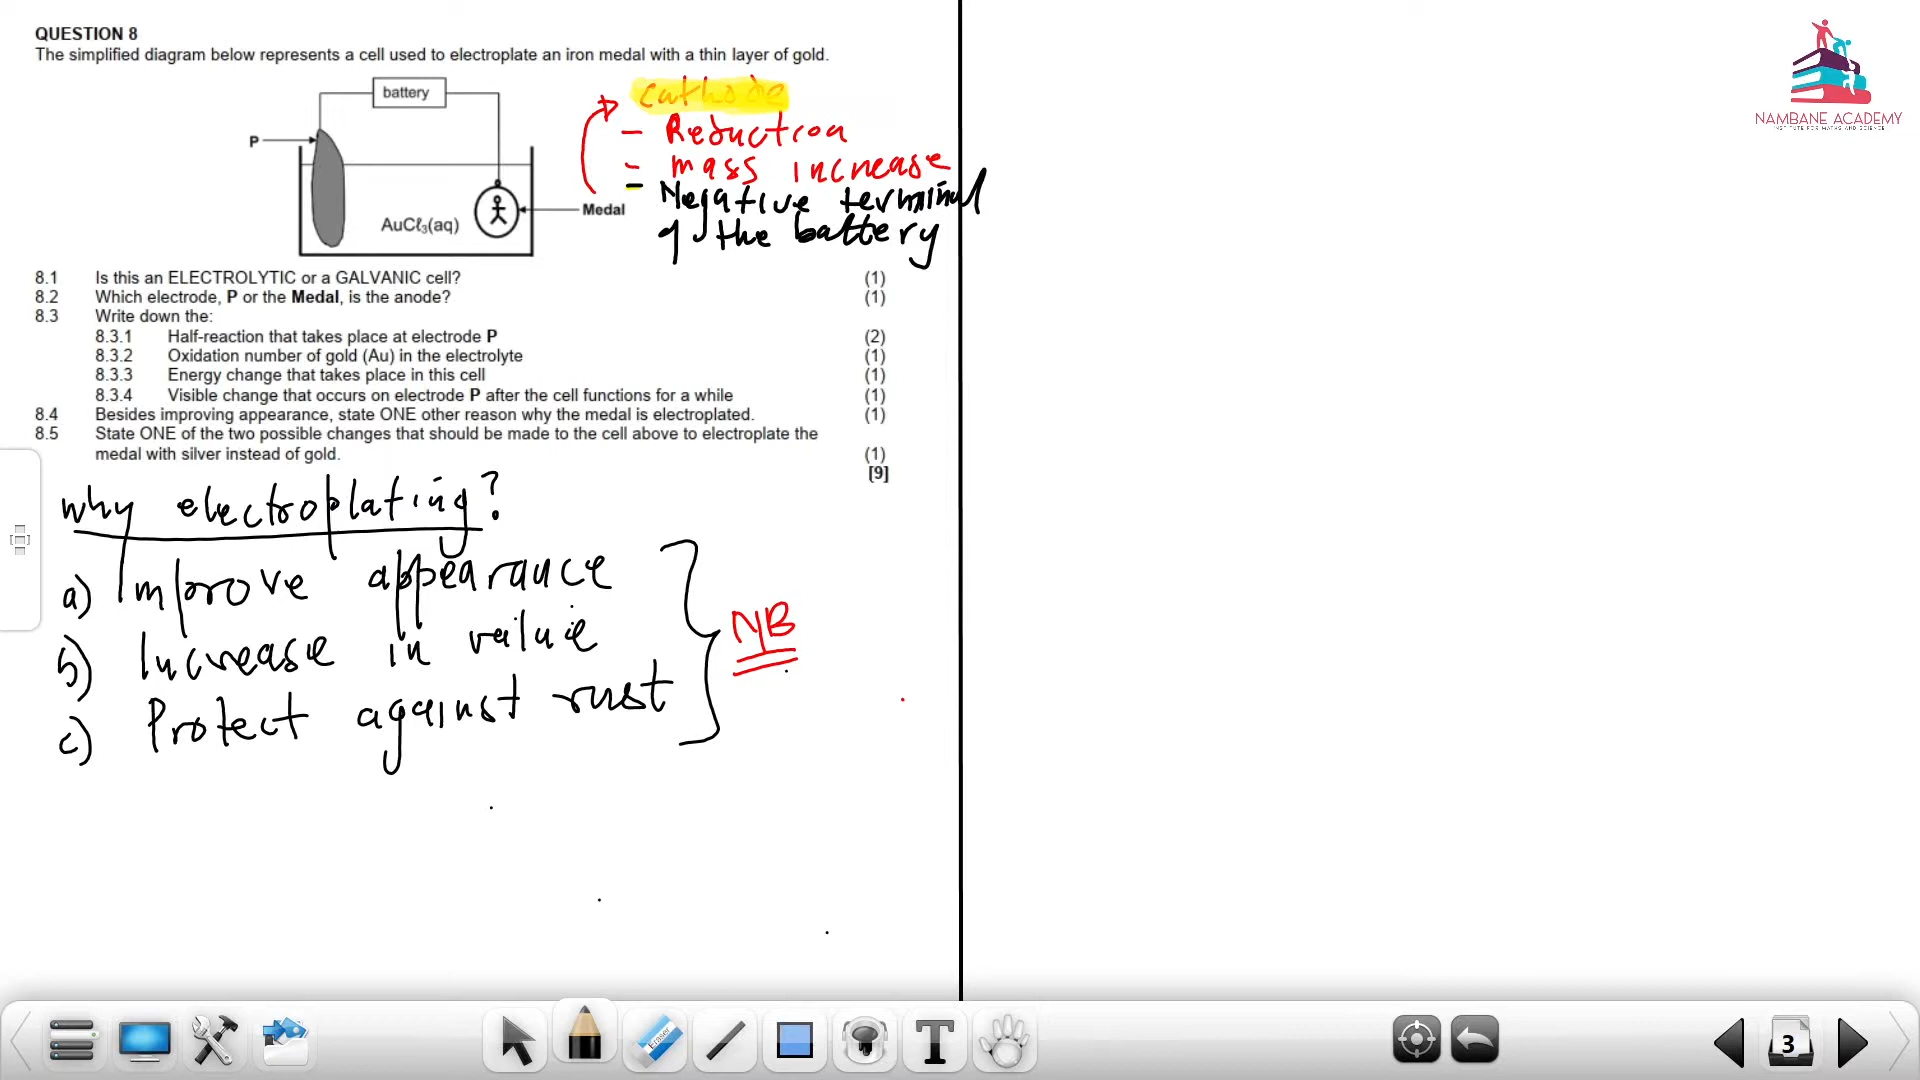 QUESTION 8
The simplified diagram below represents a cell used to electroplate an iron medal with a thin layer of gold.
battery
P
AuCℓ₃(aq)
Medal
Cathode
- Reduction
- mass increase
- Negative terminal
of the battery
8.1 Is this an ELECTROLYTIC or a GALVANIC cell? (1)
8.2 Which electrode, P or the Medal, is the anode? (1)
8.3 Write down the:
8.3.1 Half-reaction that takes place at electrode P (2)
8.3.2 Oxidation number of gold (Au) in the electrolyte (1)
8.3.3 Energy change that takes place in this cell (1)
8.3.4 Visible change that occurs on electrode P after the cell functions for a while (1)
8.4 Besides improving appearance, state ONE other reason why the medal is electroplated. (1)
8.5 State ONE of the two possible changes that should be made to the cell above to electroplate the
medal with silver instead of gold. (1)
[9]
why electroplating?
a) Improve appearance
b) Increase in value
c) Protect against rust
NB
NAMBANE ACADEMY
INSTITUTE FOR MATHS AND SCIENCE
Eraser
T
3